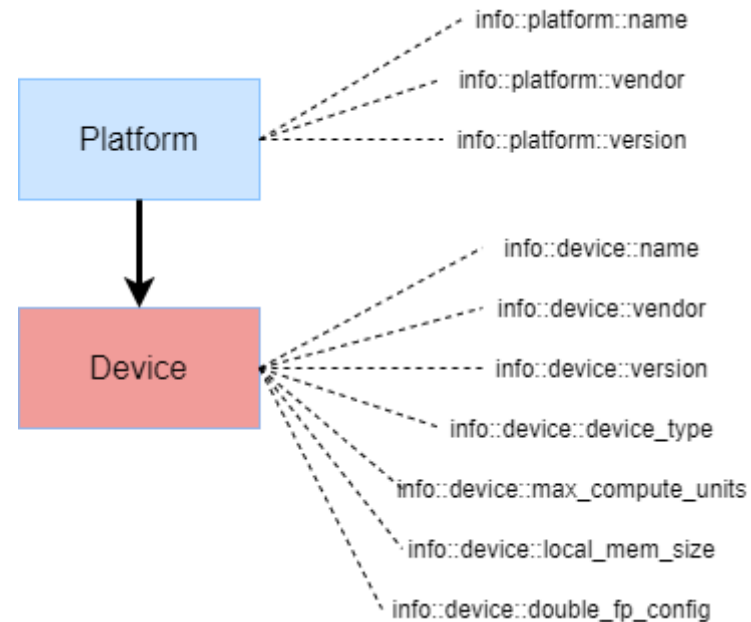 info::platform::name
Platform
info::platform::vendor
info::platform::version
info::device::name
info::device::vendor
Device
info::device::version
info::device::device_type
info::device::max_compute_units
info::device::local_mem_size
info::device::double_fp_config